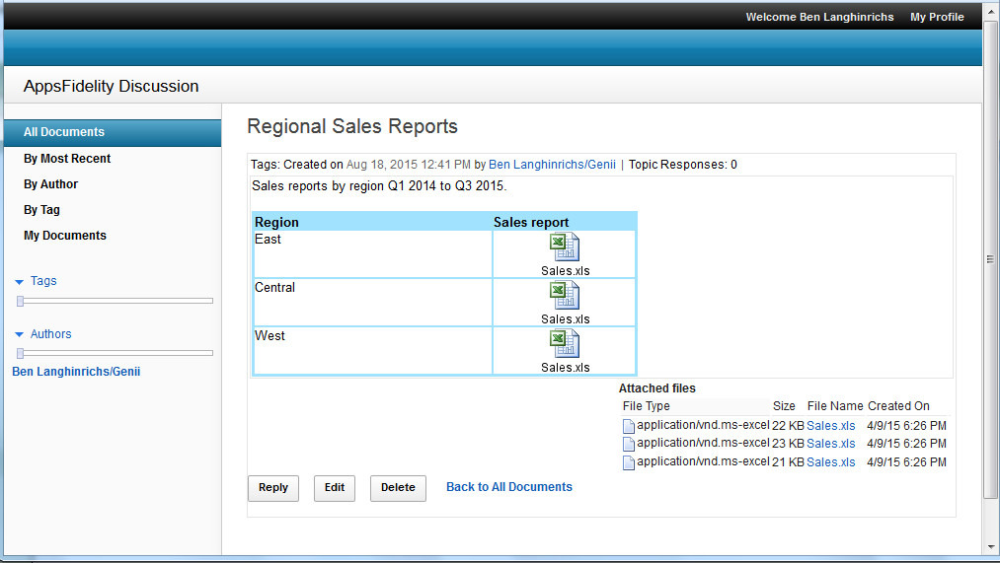 Welcome Ben Langhinrichs My Profile
AppsFidelity Discussion
All Documents
By Most Recent
By Author
By Tag
My Documents
Tags
Authors
Ben Langhinrichs/Genii
Regional Sales Reports
Tags: Created on Aug 18, 2015 12:41 PM by Ben Langhinrichs/Genii | Topic Responses: 0
Sales reports by region Q1 2014 to Q3 2015.
Region Sales report
East
Sales.xls
Central
Sales.xls
West
Sales.xls
Attached files
File Type Size File Name Created On
application/vnd.ms-excel 22 KB Sales.xls 4/9/15 6:26 PM
application/vnd.ms-excel 23 KB Sales.xls 4/9/15 6:26 PM
application/vnd.ms-excel 21 KB Sales.xls 4/9/15 6:26 PM
Reply Edit Delete Back to All Documents